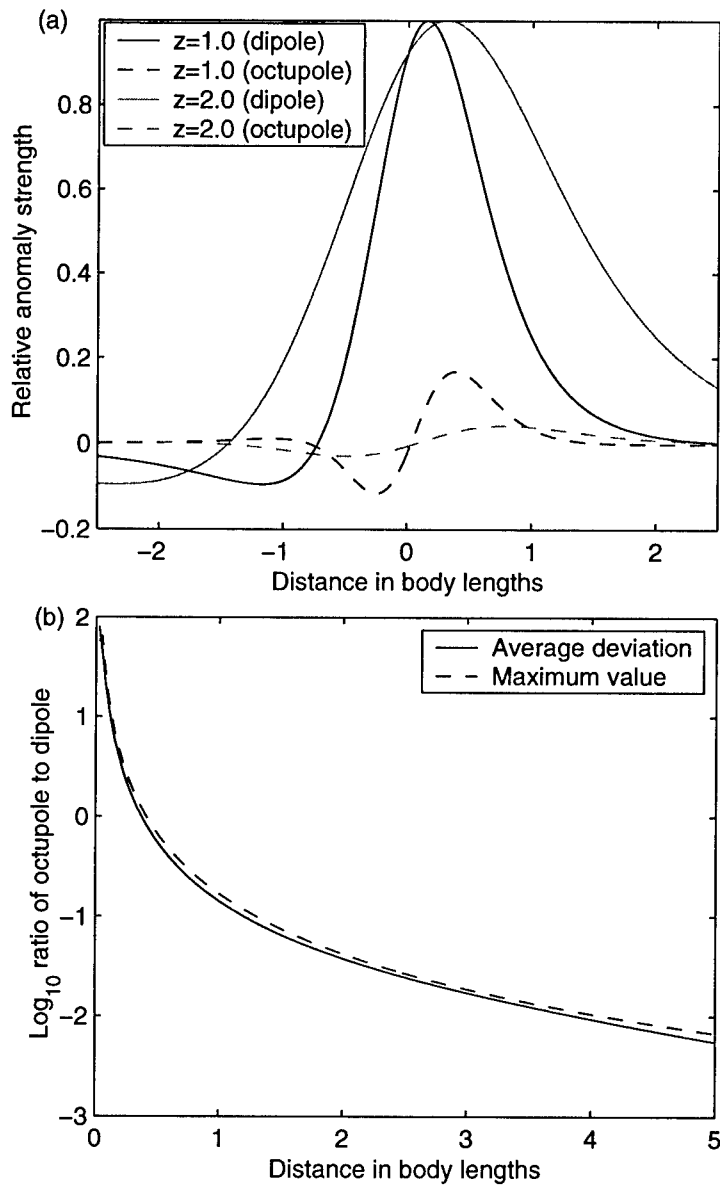 (a)
z=1.0 (dipole)
z=1.0 (octupole)
z=2.0 (dipole)
z=2.0 (octupole)
Relative anomaly strength
0.8
0.6
0.4
0.2
0
−0.2
−2
−1
0
1
2
Distance in body lengths
(b)
Average deviation
Maximum value
Log10 ratio of octupole to dipole
2
1
0
−1
−2
−3
0
1
2
3
4
5
Distance in body lengths